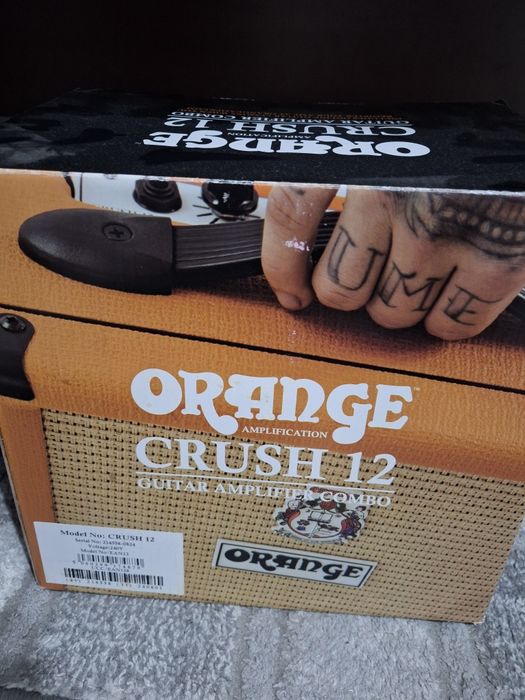 ORANGE
AMPLIFICATION
CRUSH 12
UME
ORANGE
AMPLIFICATION
CRUSH 12
GUITAR AMPLIFIER COMBO
Model No: CRUSH 12
Voltage:240V
ORANGE